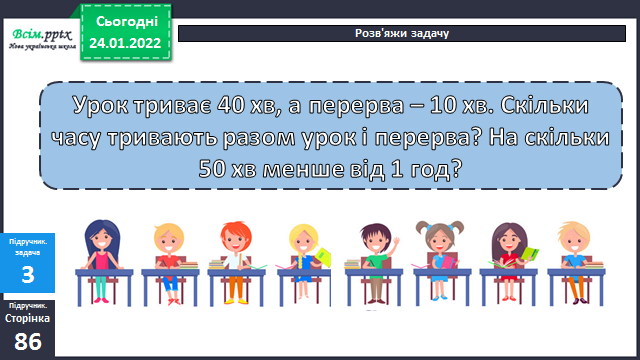 Всім.pptx
Нова українська школа
Сьогодні
24.01.2022
Розв'яжи задачу
Урок триває 40 хв, а перерва – 10 хв. Скільки
часу тривають разом урок і перерва? На скільки
50 хв менше від 1 год?
Підручник.
задача
3
Підручник.
Сторінка
86